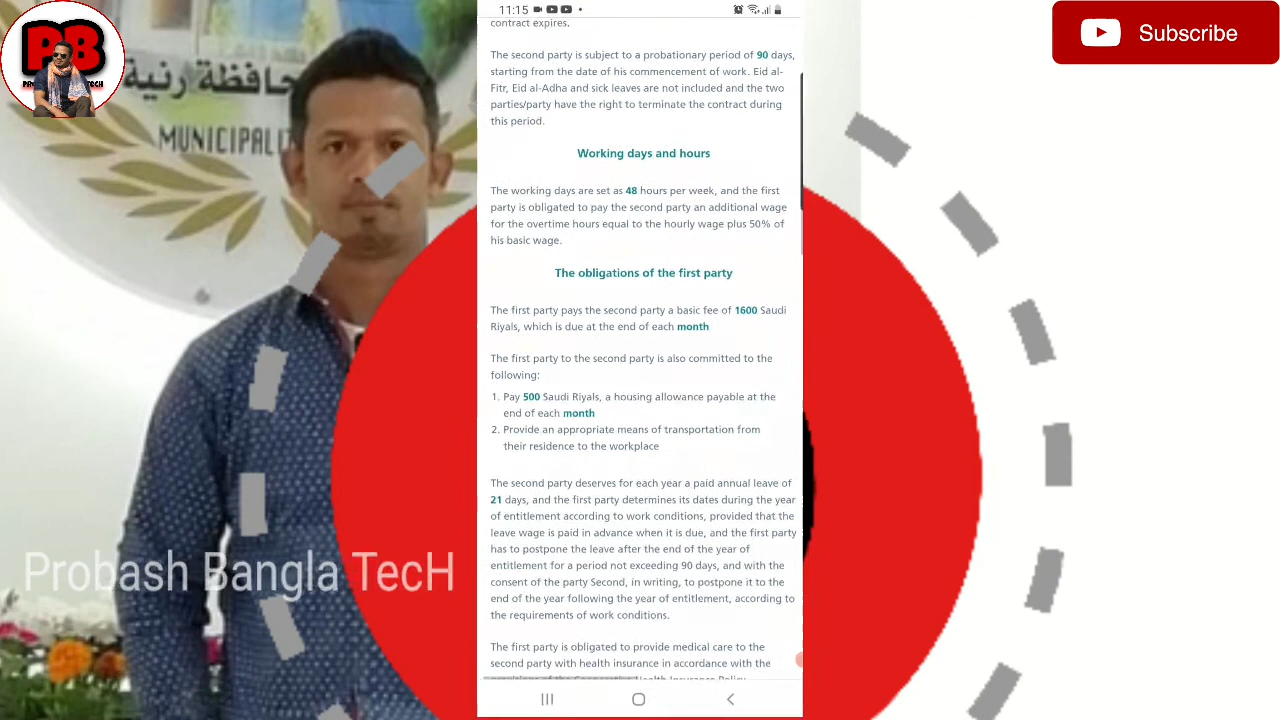 PB
11:15
contract expires.
The second party is subject to a probationary period of 90 days,
starting from the date of his commencement of work. Eid al-
Fitr, Eid al-Adha and sick leaves are not included and the two
parties/party have the right to terminate the contract during
this period.
Working days and hours
The working days are set as 48 hours per week, and the first
party is obligated to pay the second party an additional wage
for the overtime hours equal to the hourly wage plus 50% of
his basic wage.
The obligations of the first party
The first party pays the second party a basic fee of 1600 Saudi
Riyals, which is due at the end of each month
The first party to the second party is also committed to the
following:
1. Pay 500 Saudi Riyals, a housing allowance payable at the
end of each month
2. Provide an appropriate means of transportation from
their residence to the workplace
The second party deserves for each year a paid annual leave of
21 days, and the first party determines its dates during the year
of entitlement according to work conditions, provided that the
leave wage is paid in advance when it is due, and the first party
has to postpone the leave after the end of the year of
entitlement for a period not exceeding 90 days, and with the
consent of the party Second, in writing, to postpone it to the
end of the year following the year of entitlement, according to
the requirements of work conditions.
The first party is obligated to provide medical care to the
second party with health insurance in accordance with the
provisions of the Cooperative Health Insurance Policy
Subscribe
حافظة رنية
MUNICIPALI
Probash Bangla TecH